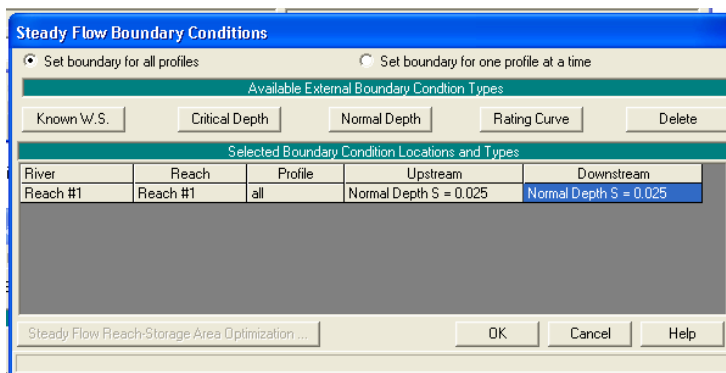 Steady Flow Boundary Conditions
Set boundary for all profiles Set boundary for one profile at a time
Available External Boundary Condtion Types
Known W.S. Critical Depth Normal Depth Rating Curve Delete
Selected Boundary Condition Locations and Types
River Reach Profile Upstream Downstream
Reach #1 Reach #1 all Normal Depth S = 0.025 Normal Depth S = 0.025
Steady Flow Reach-Storage Area Optimization ... OK Cancel Help